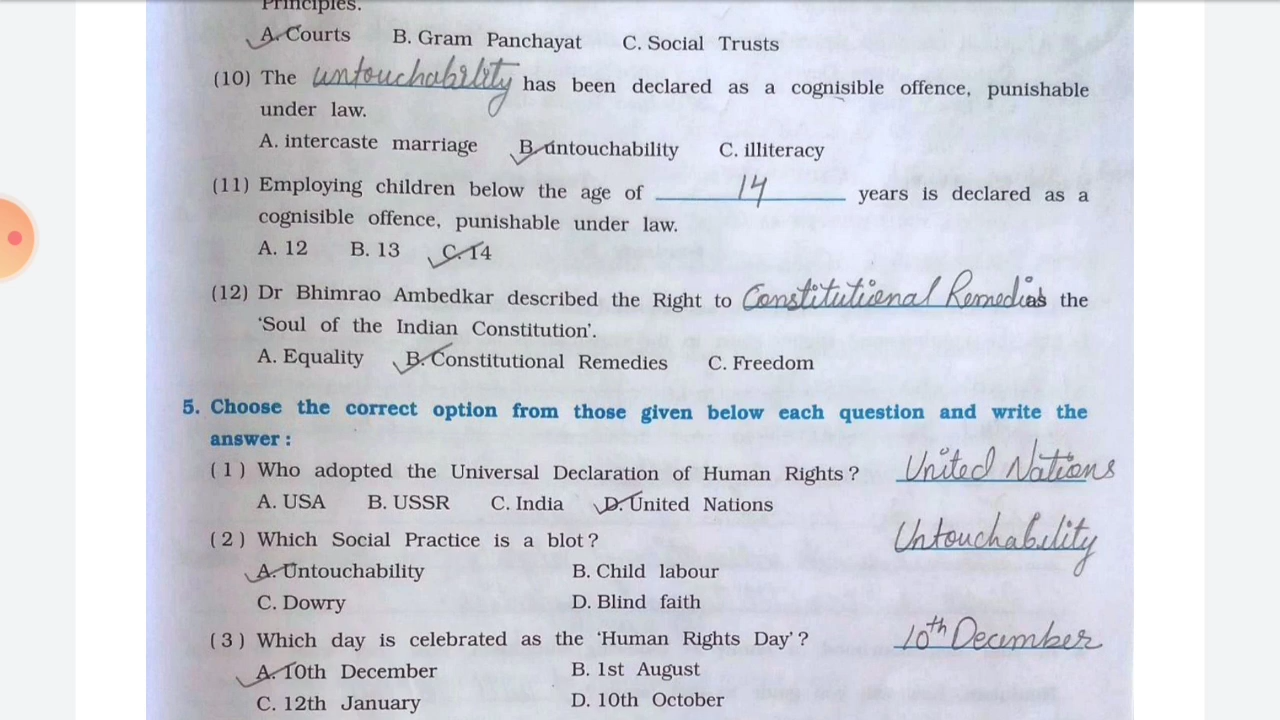 Principles.
A. Courts B. Gram Panchayat C. Social Trusts
(10) The untouchability has been declared as a cognisible offence, punishable
under law.
A. intercaste marriage B. untouchability C. illiteracy
(11) Employing children below the age of 14 years is declared as a
cognisible offence, punishable under law.
A. 12 B. 13 C. 14
(12) Dr Bhimrao Ambedkar described the Right to Constitutional Remedies as the
'Soul of the Indian Constitution'.
A. Equality B. Constitutional Remedies C. Freedom
5. Choose the correct option from those given below each question and write the
answer :
( 1 ) Who adopted the Universal Declaration of Human Rights ? United Nations
A. USA B. USSR C. India D. United Nations
( 2 ) Which Social Practice is a blot ? Untouchability
A. Untouchability B. Child labour
C. Dowry D. Blind faith
( 3 ) Which day is celebrated as the 'Human Rights Day' ? 10th December
A. 10th December B. 1st August
C. 12th January D. 10th October